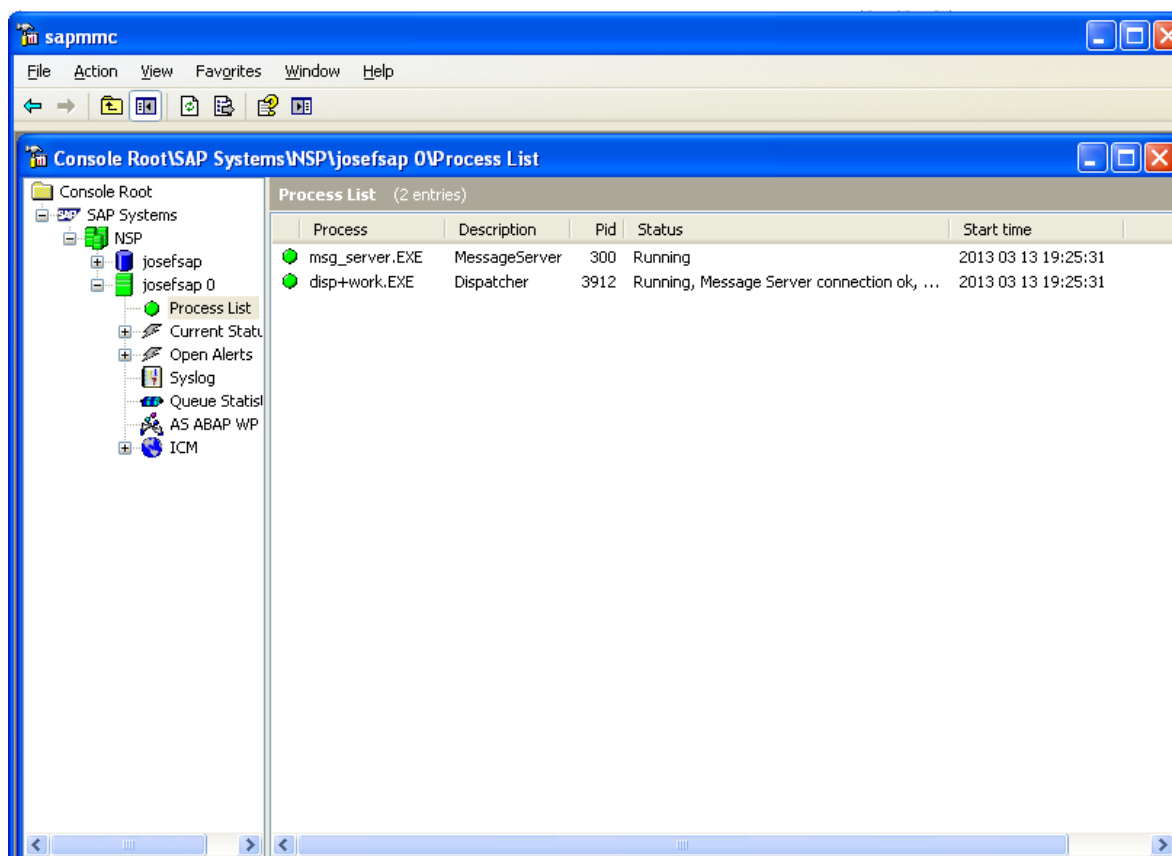 sapmmc
File Action View Favorites Window Help
Console Root\SAP Systems\NSP\josefsap 0\Process List
Console Root
SAP Systems
NSP
josefsap
josefsap 0
Process List
Current Statu
Open Alerts
Syslog
Queue Statist
AS ABAP WP
ICM
Process List (2 entries)
Process Description Pid Status Start time
msg_server.EXE MessageServer 300 Running 2013 03 13 19:25:31
disp+work.EXE Dispatcher 3912 Running, Message Server connection ok, ... 2013 03 13 19:25:31